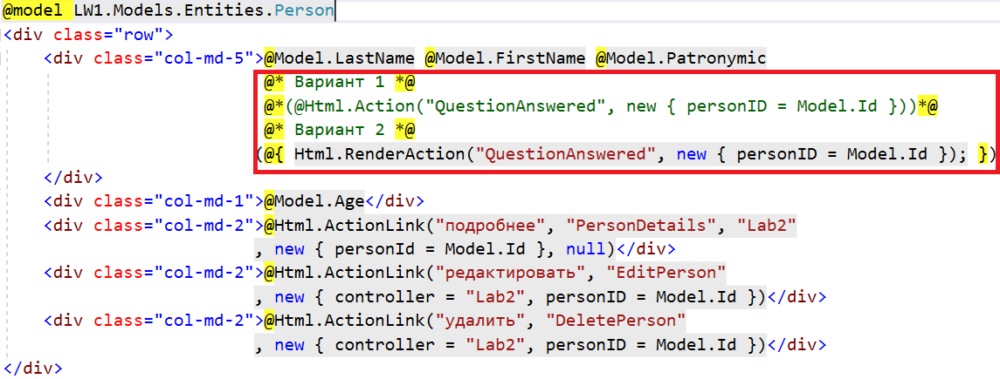 @model LW1.Models.Entities.Person
<div class="row">
<div class="col-md-5">@Model.LastName @Model.FirstName @Model.Patronymic
@* Вариант 1 *@
@*(@Html.Action("QuestionAnswered", new { personID = Model.Id }))*@
@* Вариант 2 *@
(@{ Html.RenderAction("QuestionAnswered", new { personID = Model.Id }); })
</div>
<div class="col-md-1">@Model.Age</div>
<div class="col-md-2">@Html.ActionLink("подробнее", "PersonDetails", "Lab2"
, new { personId = Model.Id }, null)</div>
<div class="col-md-2">@Html.ActionLink("редактировать", "EditPerson"
, new { controller = "Lab2", personID = Model.Id })</div>
<div class="col-md-2">@Html.ActionLink("удалить", "DeletePerson"
, new { controller = "Lab2", personID = Model.Id })</div>
</div>